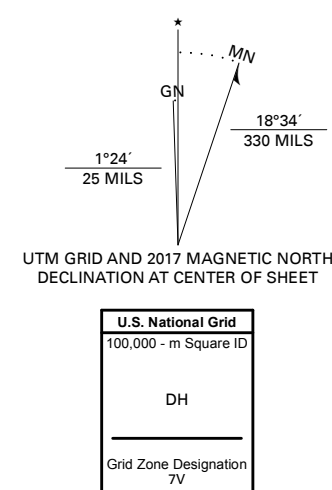 ★
MN
GN
18°34´
330 MILS
1°24´
25 MILS
UTM GRID AND 2017 MAGNETIC NORTH
DECLINATION AT CENTER OF SHEET
U.S. National Grid
100,000 - m Square ID
DH
Grid Zone Designation
7V